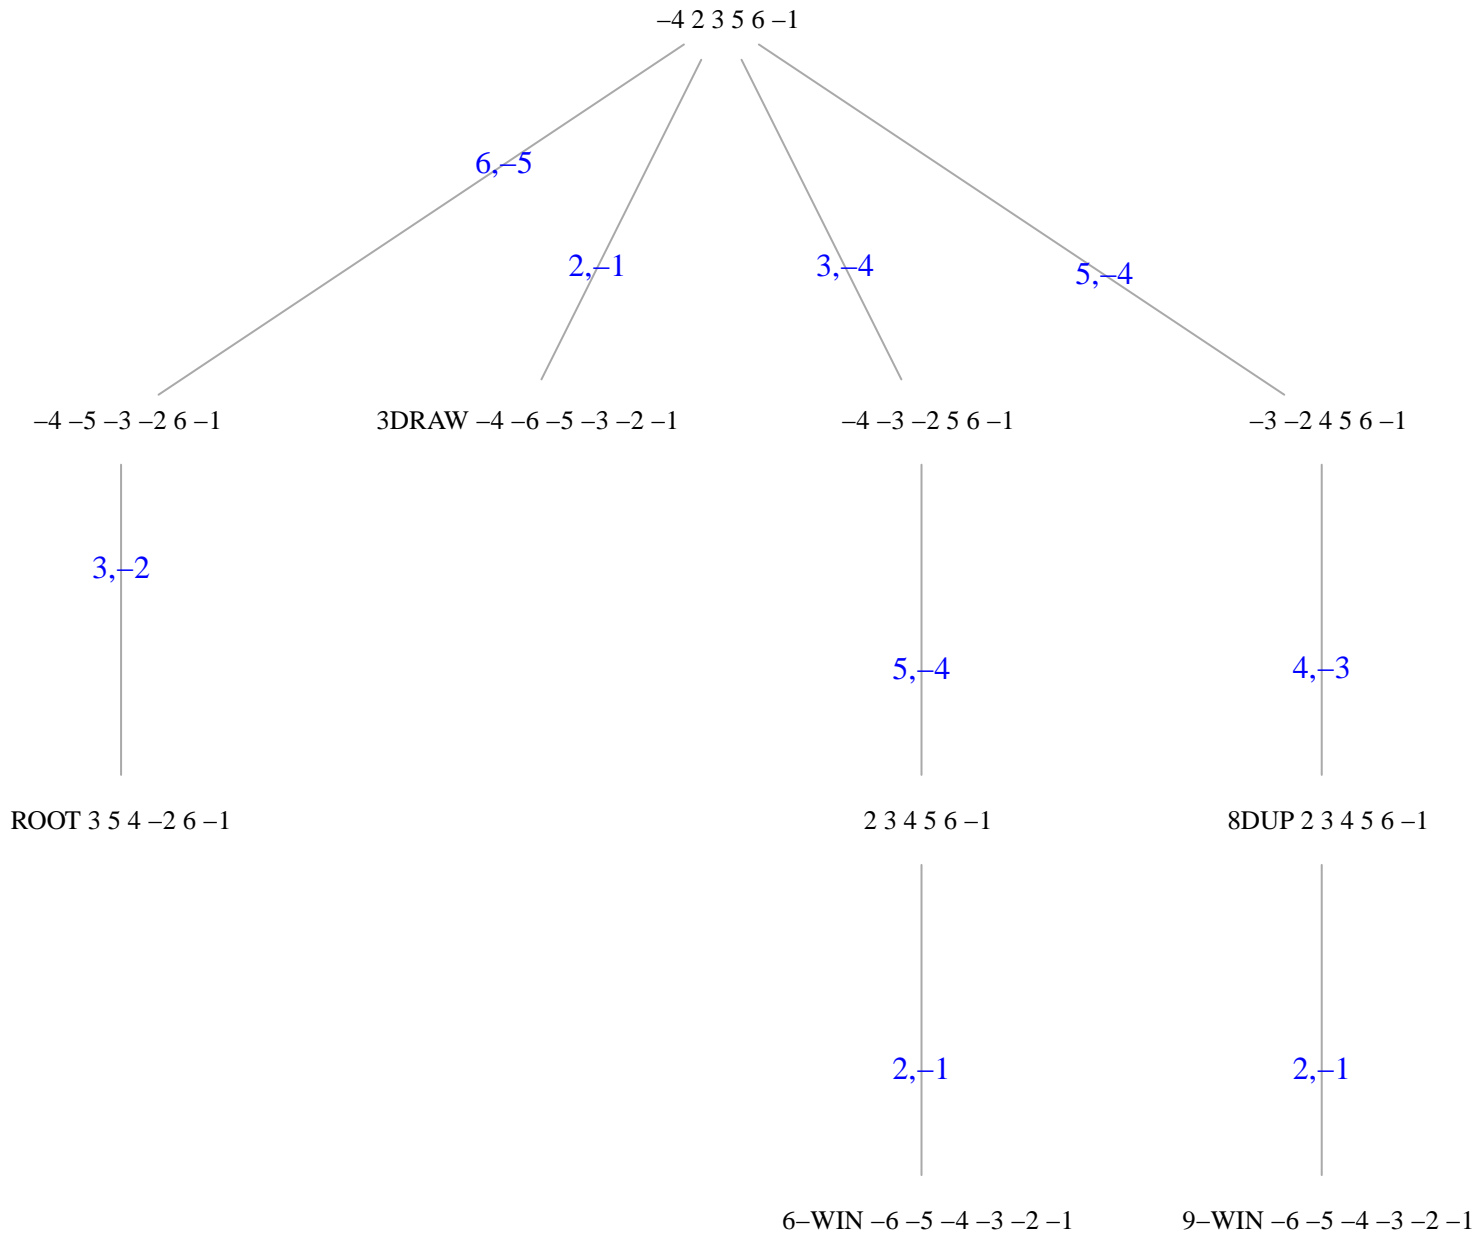 –4 2 3 5 6 –1
6,–5
2,–1
3,–4
5,–4
–4 –5 –3 –2 6 –1
3DRAW –4 –6 –5 –3 –2 –1
–4 –3 –2 5 6 –1
–3 –2 4 5 6 –1
3,–2
5,–4
4,–3
ROOT 3 5 4 –2 6 –1
2 3 4 5 6 –1
8DUP 2 3 4 5 6 –1
2,–1
2,–1
6–WIN –6 –5 –4 –3 –2 –1
9–WIN –6 –5 –4 –3 –2 –1